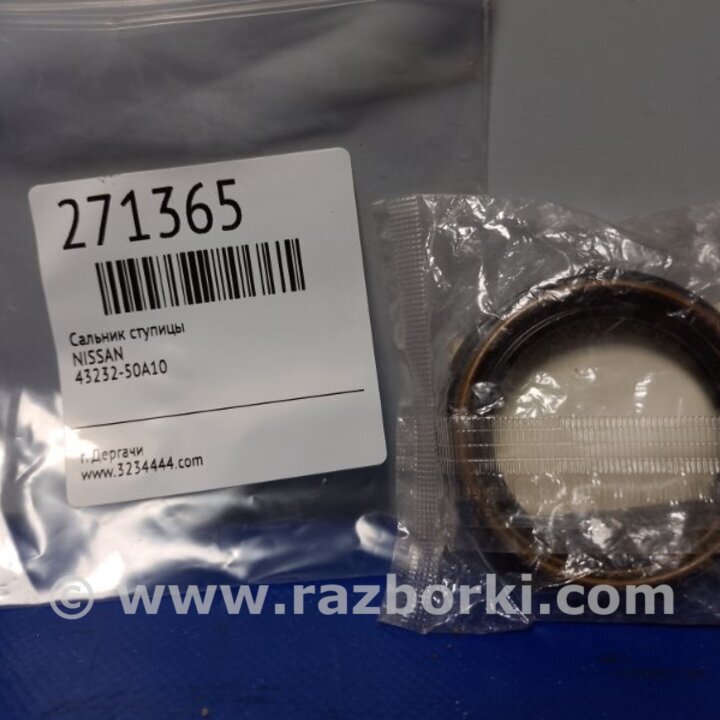 271365
Сальник ступицы
NISSAN
43232-50A10
г. Дергачи
www.3234444.com
© www.razborki.com